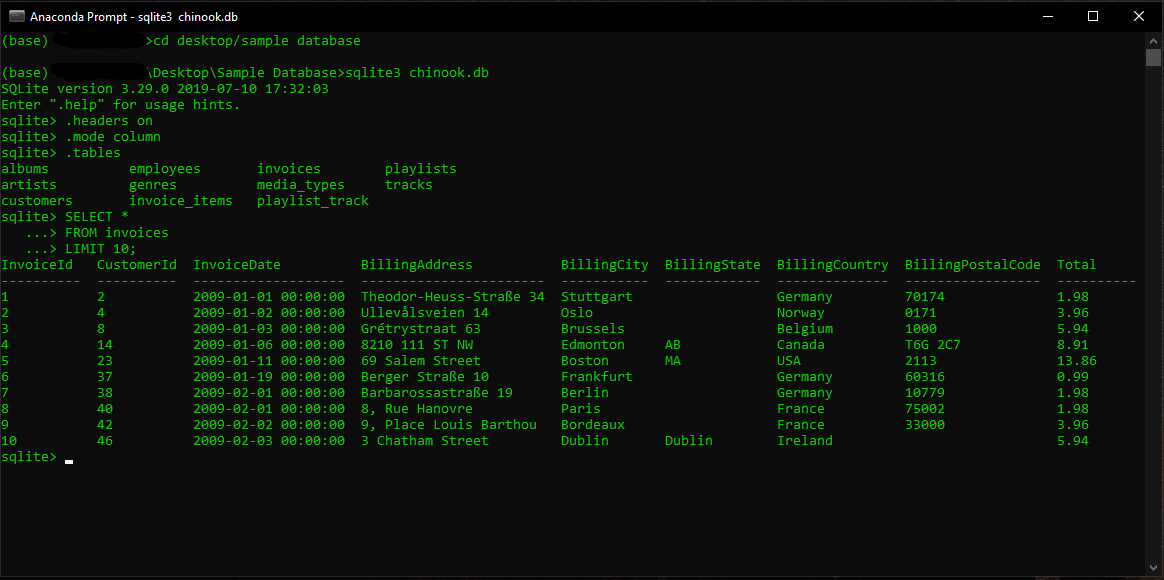 Anaconda Prompt - sqlite3  chinook.db
(base)            >cd desktop/sample database
(base)            \Desktop\Sample Database>sqlite3 chinook.db
SQLite version 3.29.0 2019-07-10 17:32:03
Enter ".help" for usage hints.
sqlite> .headers on
sqlite> .mode column
sqlite> .tables
albums          employees       invoices        playlists
artists         genres          media_types     tracks
customers       invoice_items   playlist_track
sqlite> SELECT *
   ...> FROM invoices
   ...> LIMIT 10;
InvoiceId   CustomerId  InvoiceDate          BillingAddress           BillingCity  BillingState  BillingCountry  BillingPostalCode  Total
----------  ----------  -------------------  -----------------------  -----------  ------------  --------------  -----------------  ----------
1           2           2009-01-01 00:00:00  Theodor-Heuss-Straße 34  Stuttgart                  Germany         70174              1.98
2           4           2009-01-02 00:00:00  Ullevålsveien 14         Oslo                       Norway          0171               3.96
3           8           2009-01-03 00:00:00  Grétrystraat 63          Brussels                   Belgium         1000               5.94
4           14          2009-01-06 00:00:00  8210 111 ST NW           Edmonton     AB            Canada          T6G 2C7            8.91
5           23          2009-01-11 00:00:00  69 Salem Street          Boston       MA            USA             2113               13.86
6           37          2009-01-19 00:00:00  Berger Straße 10         Frankfurt                  Germany         60316              0.99
7           38          2009-02-01 00:00:00  Barbarossastraße 19      Berlin                     Germany         10779              1.98
8           40          2009-02-01 00:00:00  8, Rue Hanovre           Paris                      France          75002              1.98
9           42          2009-02-02 00:00:00  9, Place Louis Barthou   Bordeaux                   France          33000              3.96
10          46          2009-02-03 00:00:00  3 Chatham Street         Dublin       Dublin        Ireland                            5.94
sqlite>